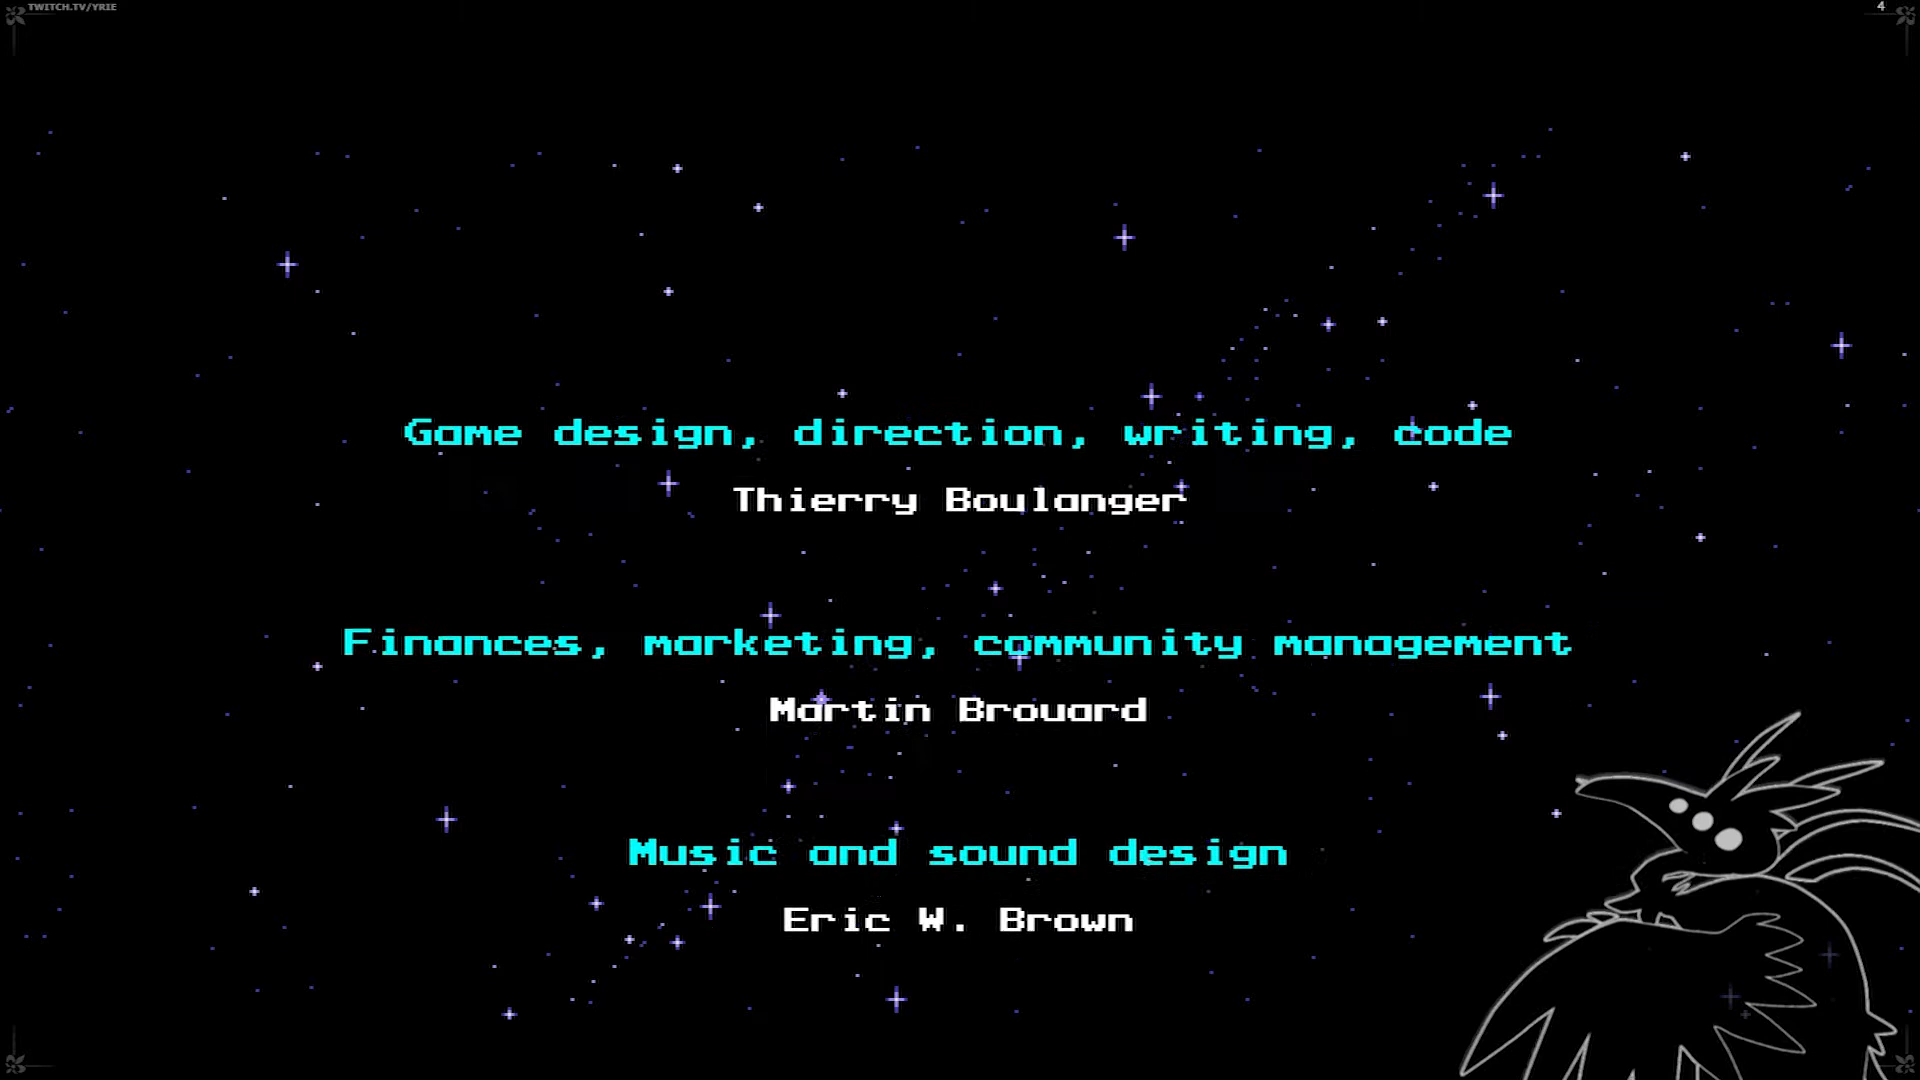 TWITCH.TV/YRIE
4
Game design, direction, writing, code
Thierry Boulanger
Finances, marketing, community management
Martin Brouard
Music and sound design
Eric W. Brown